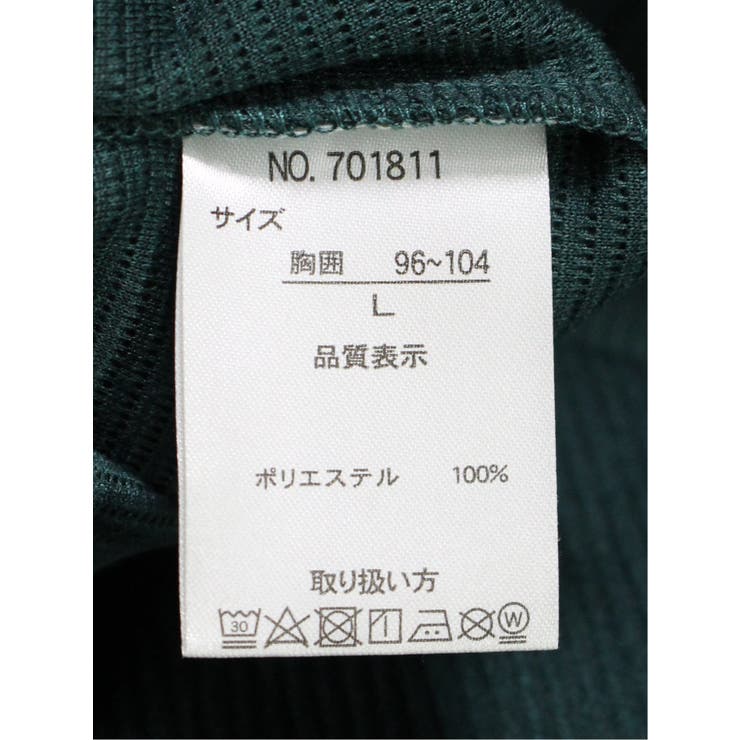 NO. 701811
サイズ
胸囲 96~104
L
品質表示
ポリエステル 100%
取り扱い方
30 W